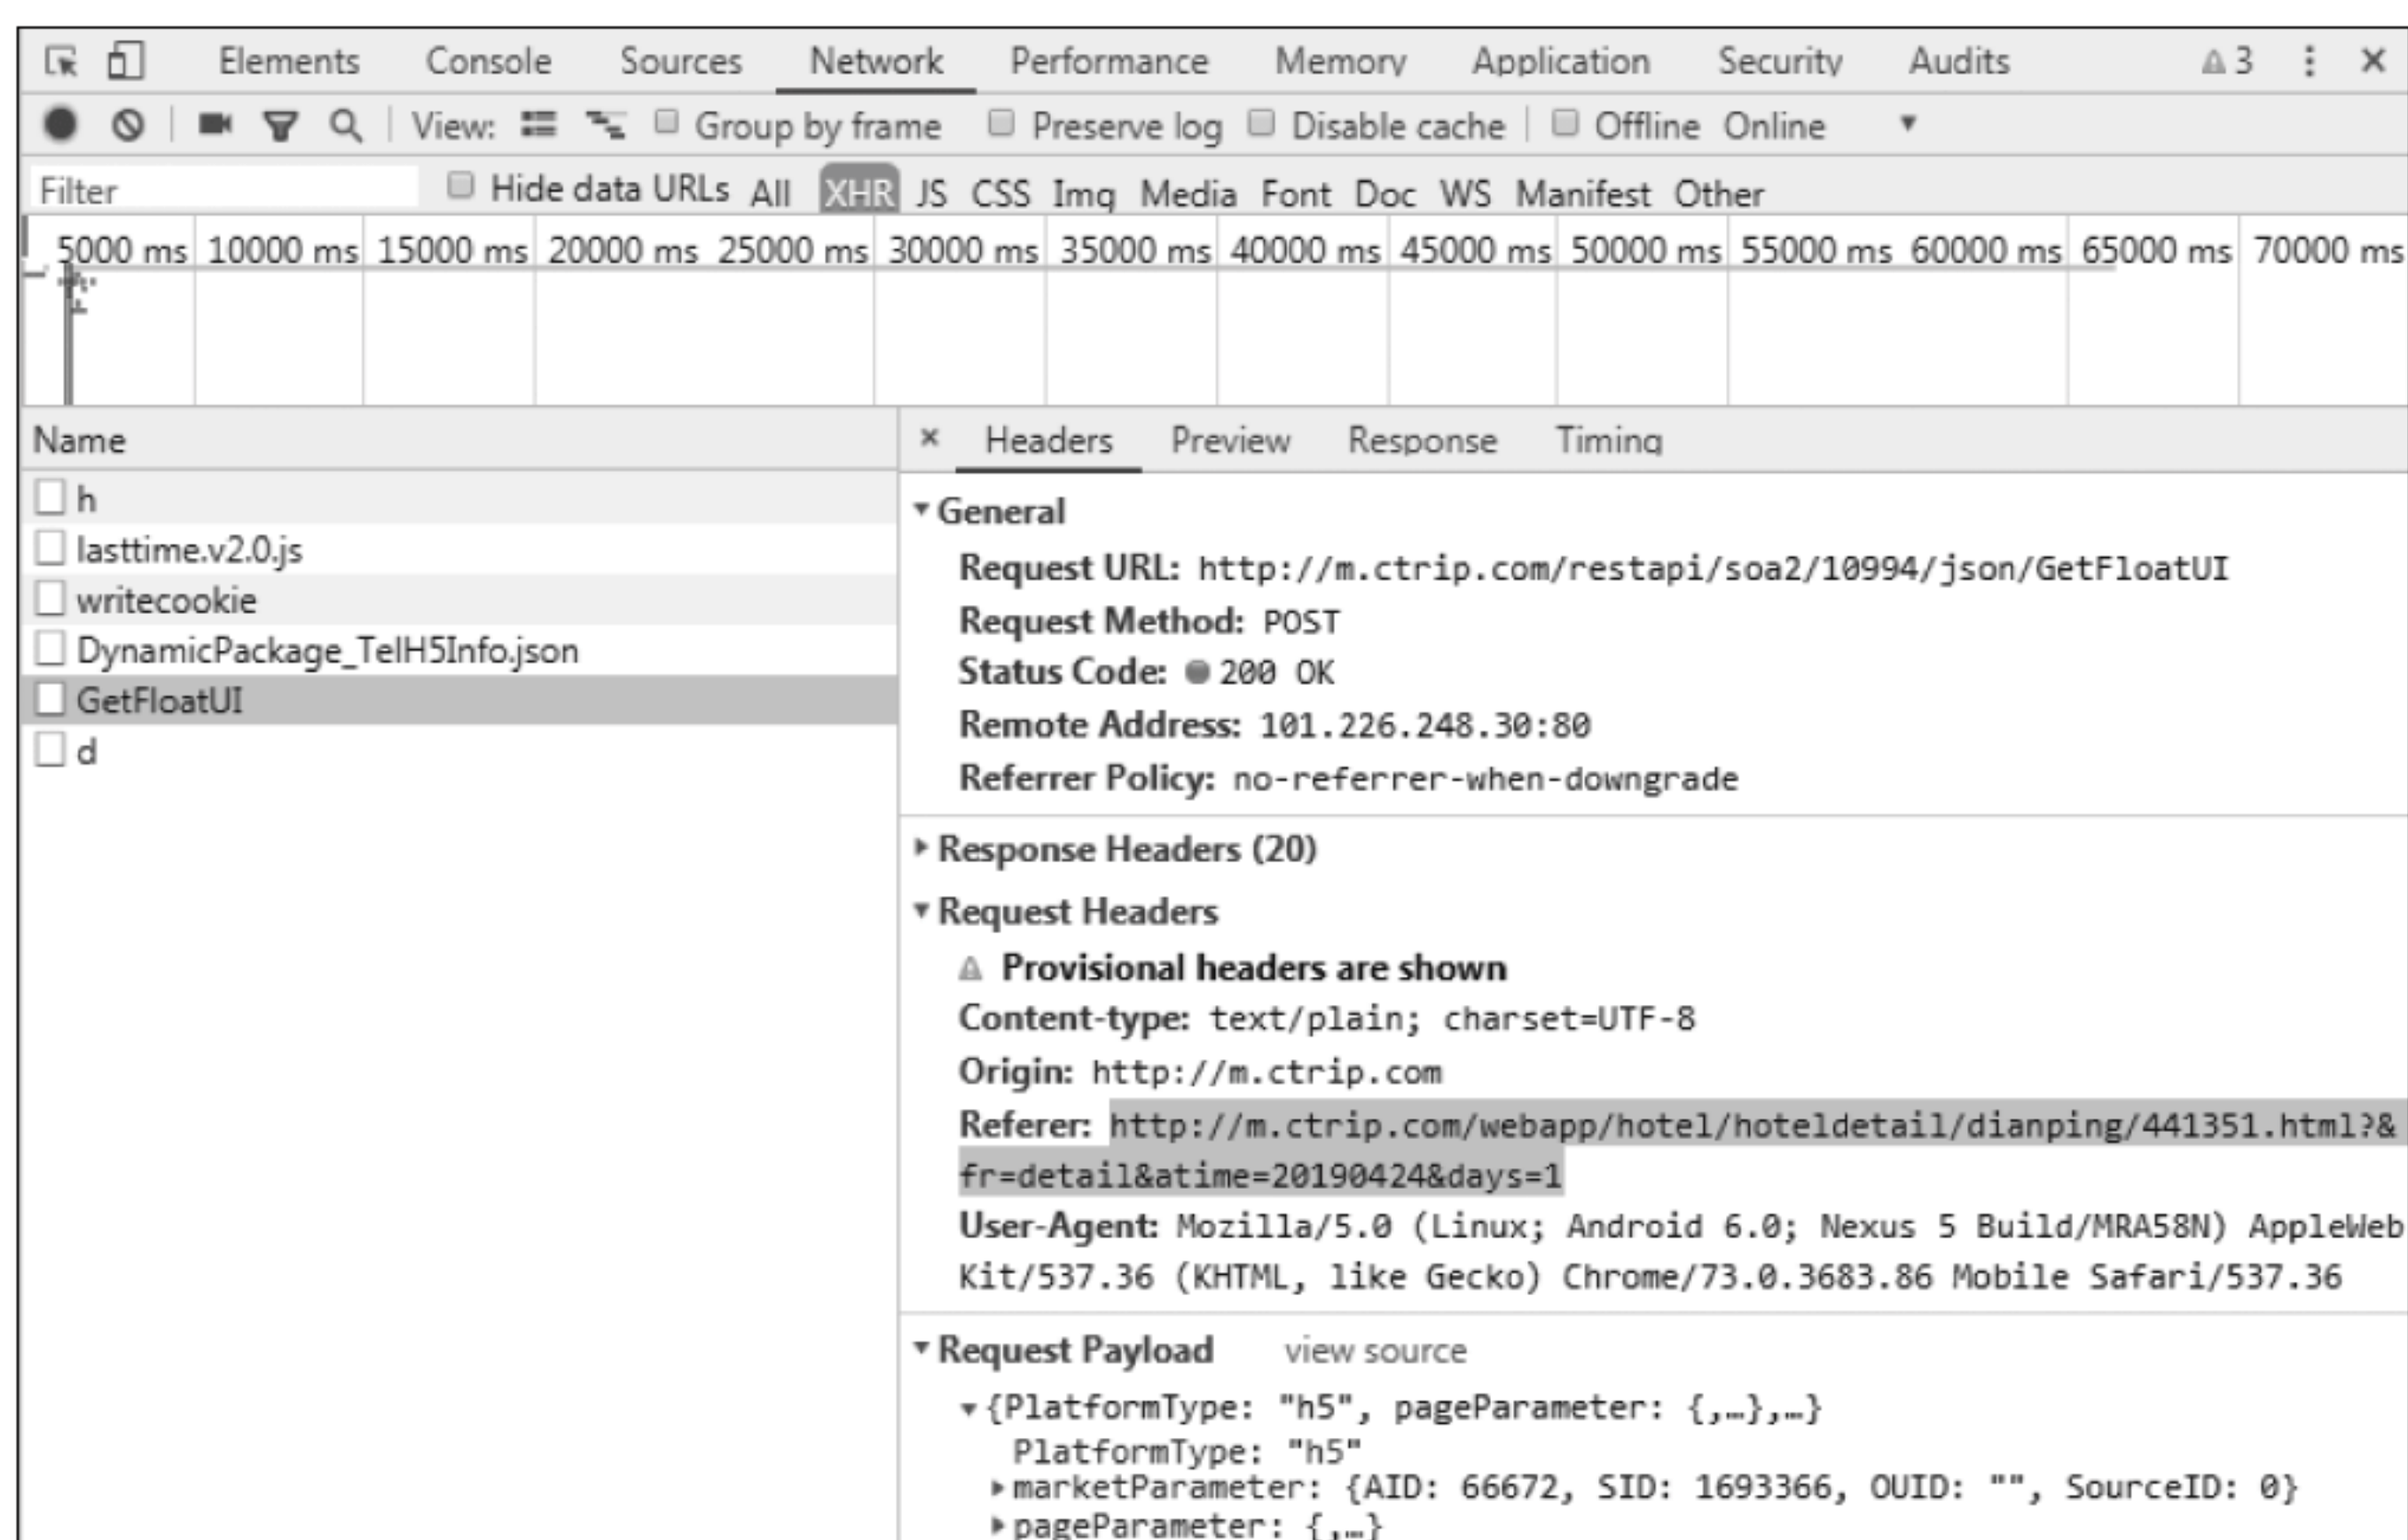 Elements Console Sources Network Performance Memory Application Security Audits 3
View: Group by frame Preserve log Disable cache Offline Online
Filter Hide data URLs All XHR JS CSS Img Media Font Doc WS Manifest Other
5000 ms 10000 ms 15000 ms 20000 ms 25000 ms 30000 ms 35000 ms 40000 ms 45000 ms 50000 ms 55000 ms 60000 ms 65000 ms 70000 ms
Name
h
lasttime.v2.0.js
writecookie
DynamicPackage_TelH5Info.json
GetFloatUI
d
Headers Preview Response Timing
General
Request URL: http://m.ctrip.com/restapi/soa2/10994/json/GetFloatUI
Request Method: POST
Status Code: 200 OK
Remote Address: 101.226.248.30:80
Referrer Policy: no-referrer-when-downgrade
Response Headers (20)
Request Headers
Provisional headers are shown
Content-type: text/plain; charset=UTF-8
Origin: http://m.ctrip.com
Referer: http://m.ctrip.com/webapp/hotel/hoteldetail/dianping/441351.html?&
fr=detail&atime=20190424&days=1
User-Agent: Mozilla/5.0 (Linux; Android 6.0; Nexus 5 Build/MRA58N) AppleWeb
Kit/537.36 (KHTML, like Gecko) Chrome/73.0.3683.86 Mobile Safari/537.36
Request Payload view source
{PlatformType: "h5", pageParameter: {,…},…}
PlatformType: "h5"
marketParameter: {AID: 66672, SID: 1693366, OUID: "", SourceID: 0}
pageParameter: {,…}